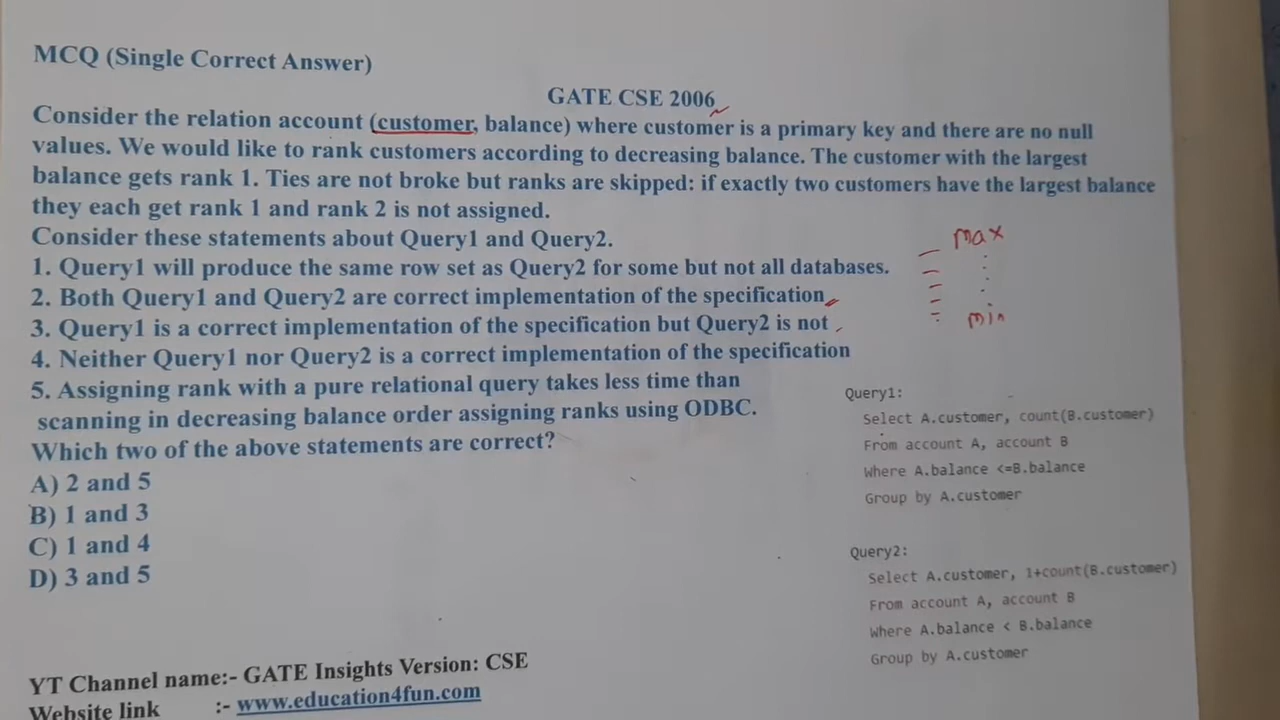 MCQ (Single Correct Answer)
GATE CSE 2006
Consider the relation account (customer, balance) where customer is a primary key and there are no null
values. We would like to rank customers according to decreasing balance. The customer with the largest
balance gets rank 1. Ties are not broke but ranks are skipped: if exactly two customers have the largest balance
they each get rank 1 and rank 2 is not assigned.
Consider these statements about Query1 and Query2.
1. Query1 will produce the same row set as Query2 for some but not all databases.
2. Both Query1 and Query2 are correct implementation of the specification
3. Query1 is a correct implementation of the specification but Query2 is not
4. Neither Query1 nor Query2 is a correct implementation of the specification
5. Assigning rank with a pure relational query takes less time than
scanning in decreasing balance order assigning ranks using ODBC.
Which two of the above statements are correct?
A) 2 and 5
B) 1 and 3
C) 1 and 4
D) 3 and 5
max
min
Query1:
Select A.customer, count(B.customer)
From account A, account B
Where A.balance <=B.balance
Group by A.customer
Query2:
Select A.customer, 1+count(B.customer)
From account A, account B
Where A.balance < B.balance
Group by A.customer
YT Channel name:- GATE Insights Version: CSE
Website link :- www.education4fun.com